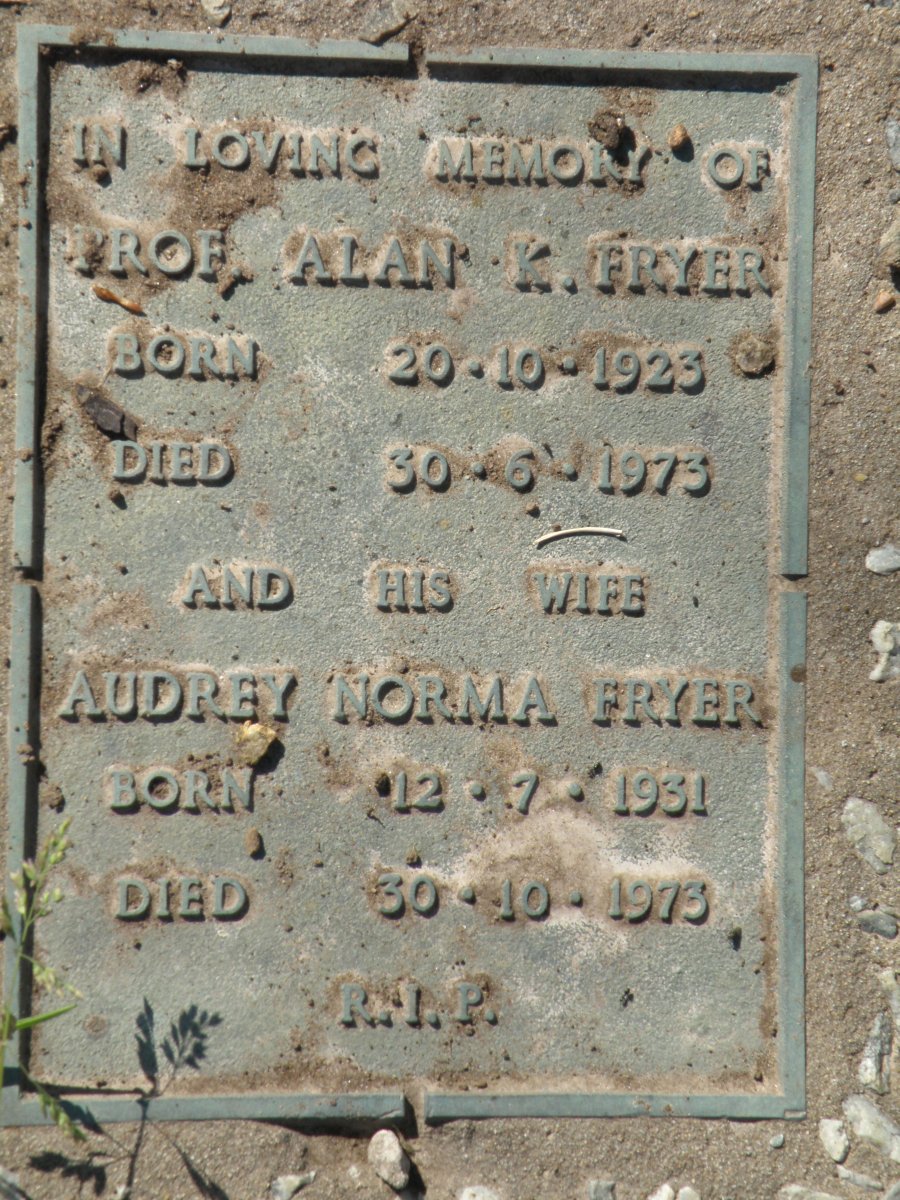 IN LOVING MEMORY OF
PROF. ALAN K. FRYER
BORN 20·10·1923
DIED 30·6·1973
AND HIS WIFE
AUDREY NORMA FRYER
BORN 12·7·1931
DIED 30·10·1973
R.I.P.